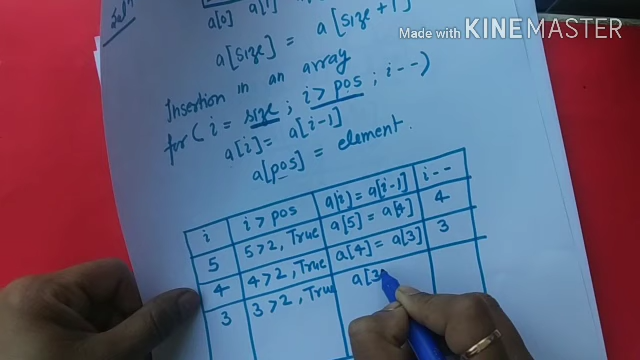 Soln
a[0] a[1]
a[size] = a[size+1]
Insertion in an array
for( i = size ; i > pos ; i--)
a[i] = a[i-1]
a[pos] = element.
i | i > pos | a[i] = a[i-1] | i--
5 | 5 > 2, True | a[5] = a[4] | 4
4 | 4 > 2, True | a[4] = a[3] | 3
3 | 3 > 2, True | a[3
Made with KINEMASTER